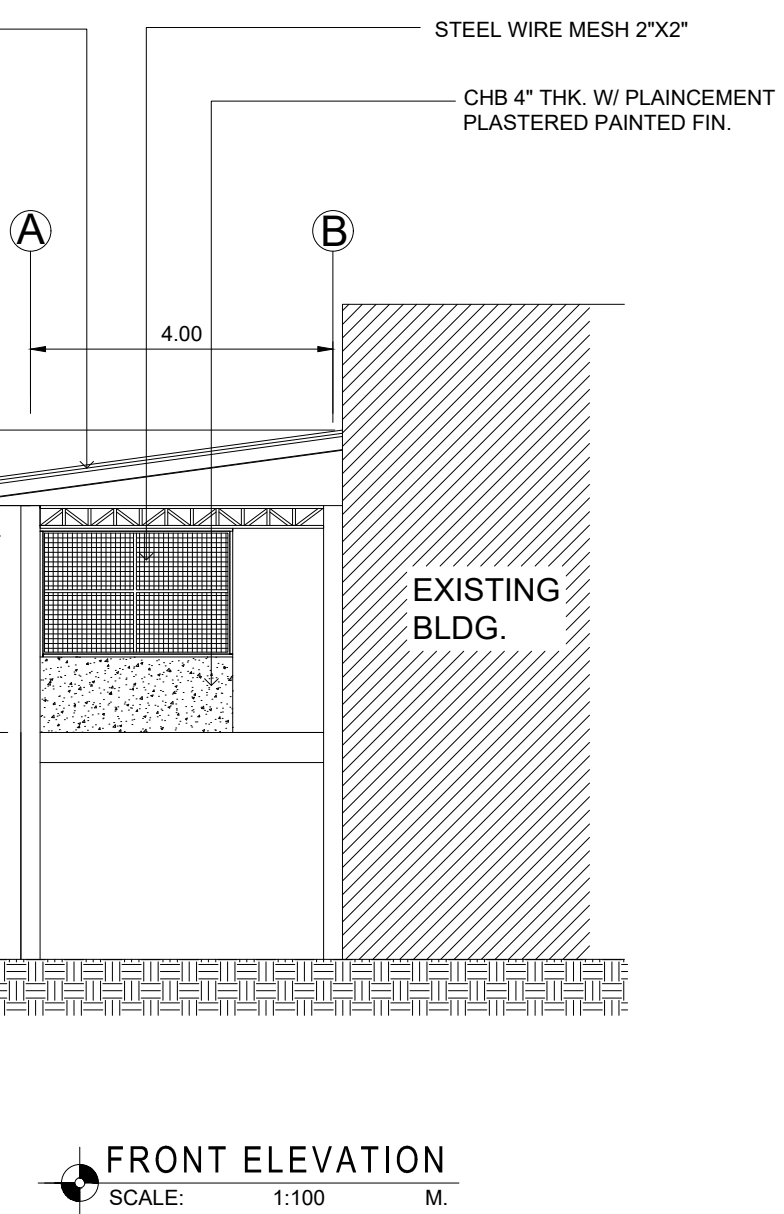 STEEL WIRE MESH 2"X2"
CHB 4" THK. W/ PLAINCEMENT
PLASTERED PAINTED FIN.
A
B
4.00
EXISTING
BLDG.
FRONT ELEVATION
SCALE: 1:100 M.